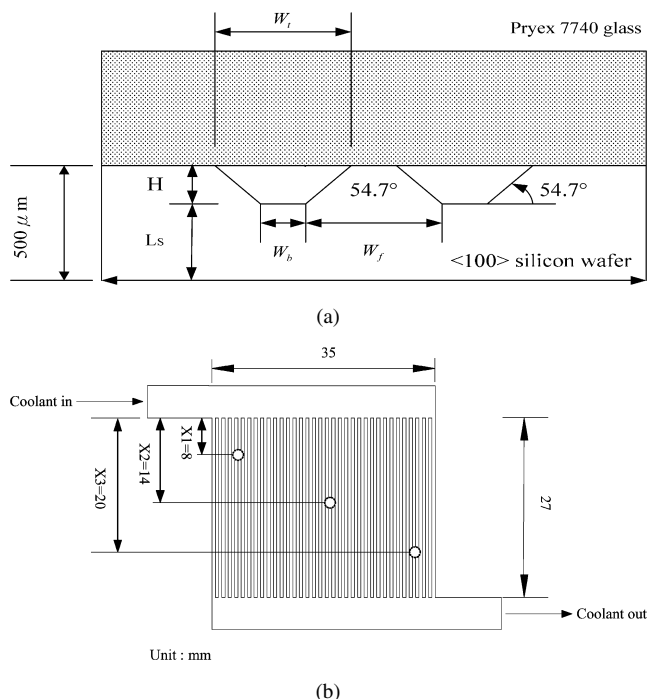 W_t
Pryex 7740 glass
H
54.7°
54.7°
500 μm
Ls
W_b
W_f
<100> silicon wafer
(a)
35
Coolant in
X1=8
X2=14
X3=20
27
Coolant out
Unit : mm
(b)